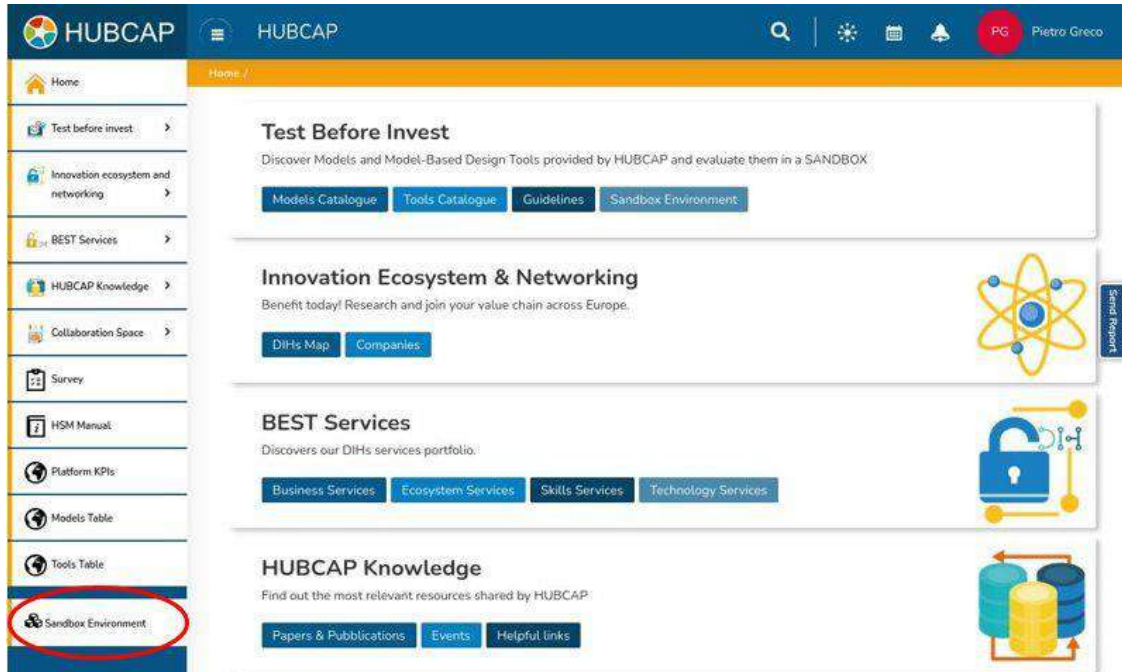 HUBCAP
HUBCAP
PG
Pietro Greco
Home /
Home
Test before invest
Innovation ecosystem and
networking
BEST Services
HUBCAP Knowledge
Collaboration Space
Survey
HSM Manual
Platform KPIs
Models Table
Tools Table
Sandbox Environment
Test Before Invest
Discover Models and Model-Based Design Tools provided by HUBCAP and evaluate them in a SANDBOX
Models Catalogue
Tools Catalogue
Guidelines
Sandbox Environment
Innovation Ecosystem & Networking
Benefit today! Research and join your value chain across Europe.
DIHs Map
Companies
BEST Services
Discovers our DIHs services portfolio.
Business Services
Ecosystem Services
Skills Services
Technology Services
DIH
HUBCAP Knowledge
Find out the most relevant resources shared by HUBCAP
Papers & Pubblications
Events
Helpful links
Send Report